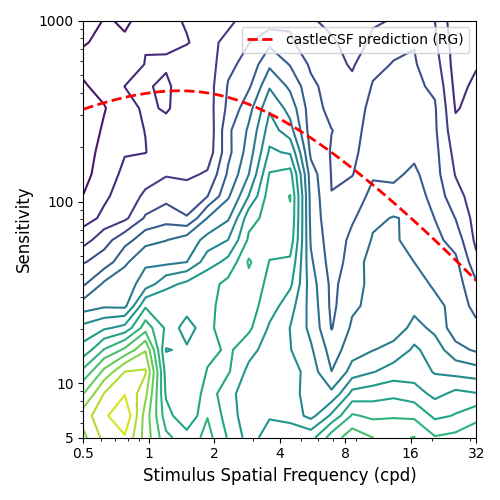 1000
castleCSF prediction (RG)
100
10
5
Sensitivity
0.5 1 2 4 8 16 32
Stimulus Spatial Frequency (cpd)